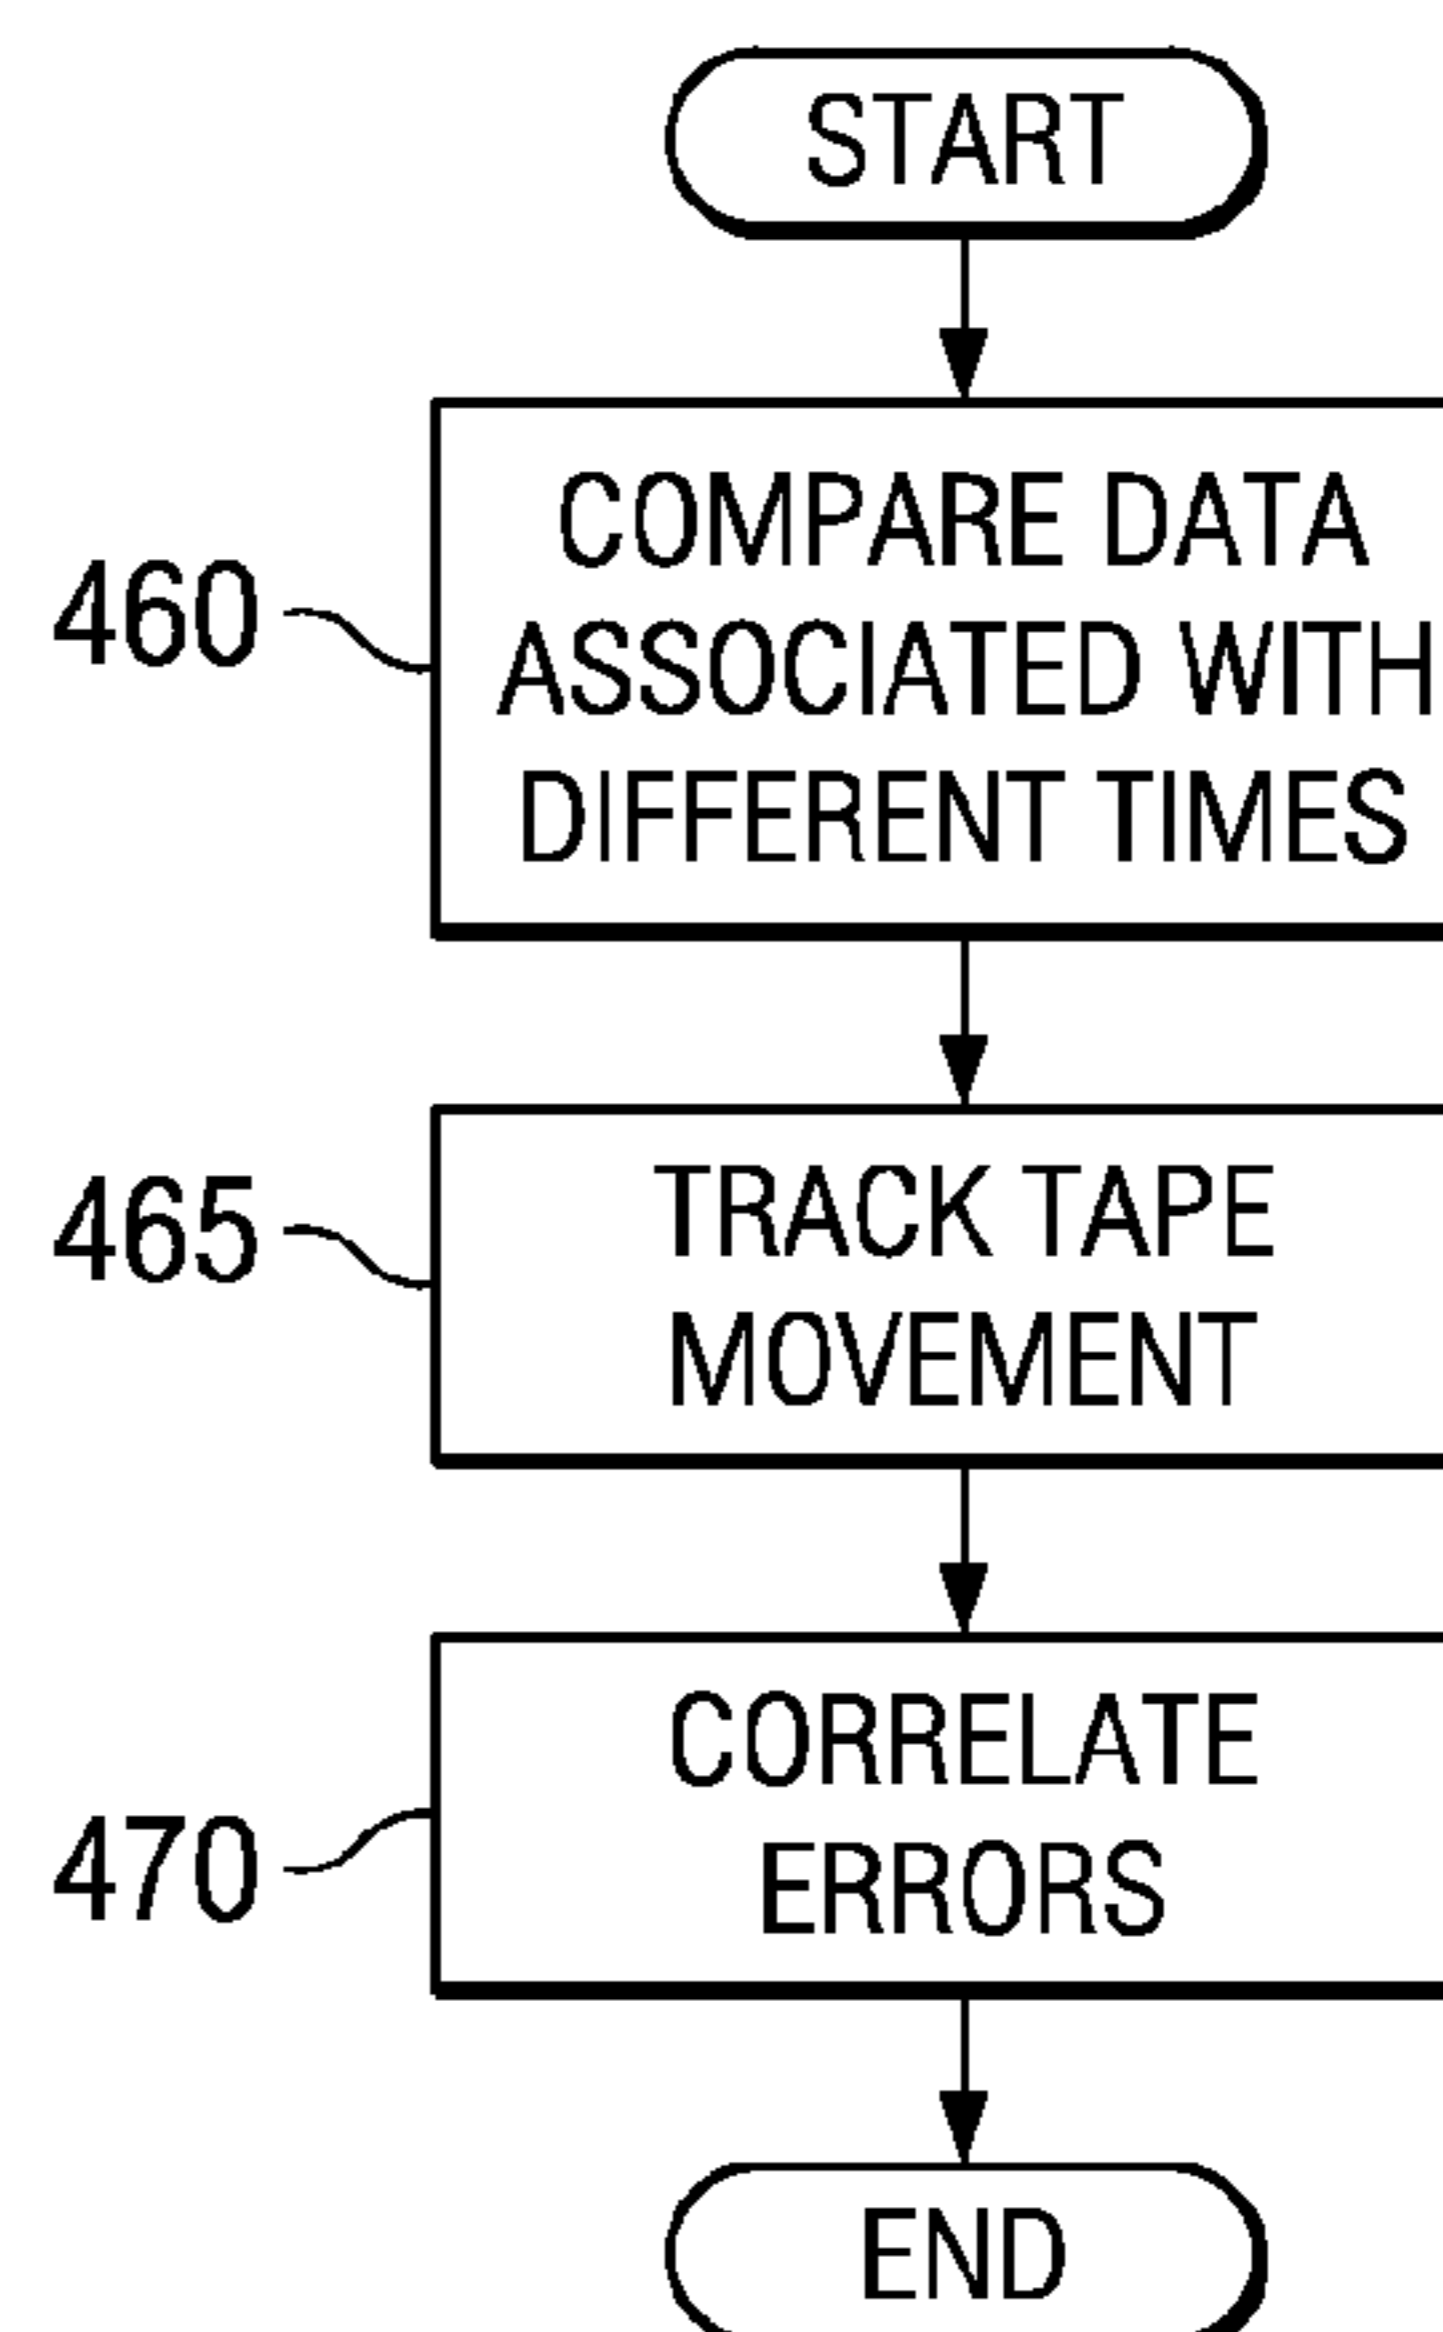 START
COMPARE DATA
460
ASSOCIATED WITH
DIFFERENT TIMES
465
TRACK TAPE
MOVEMENT
CORRELATE
470
ERRORS
END